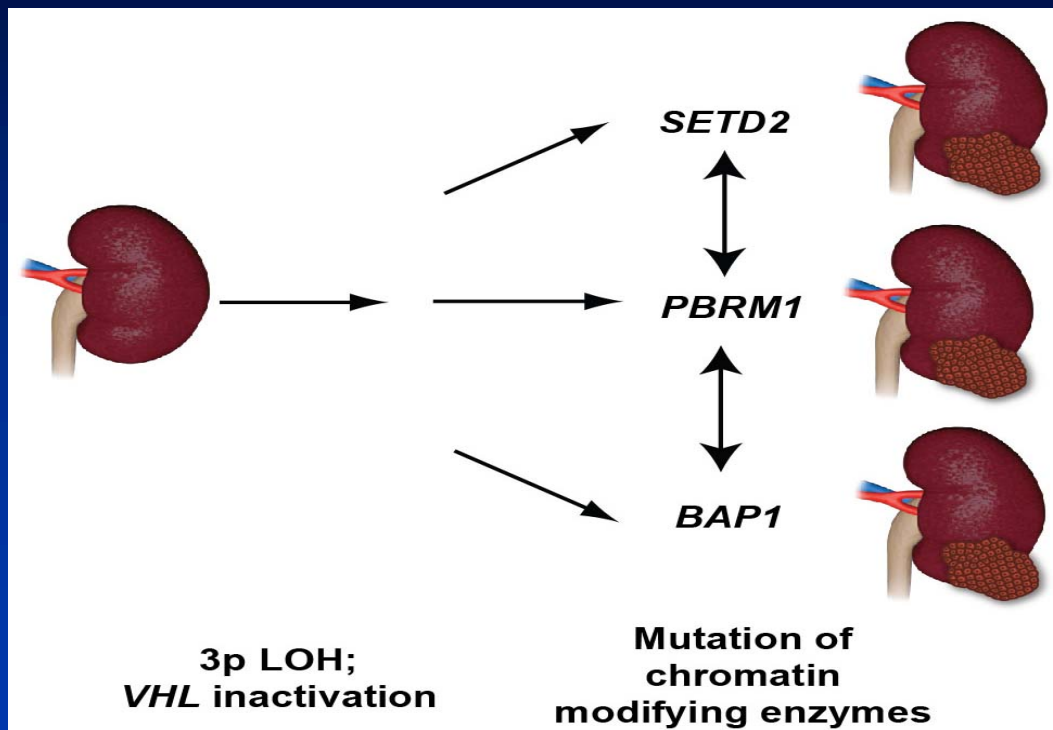 SETD2
PBRM1
BAP1
3p LOH;
VHL inactivation
Mutation of
chromatin
modifying enzymes